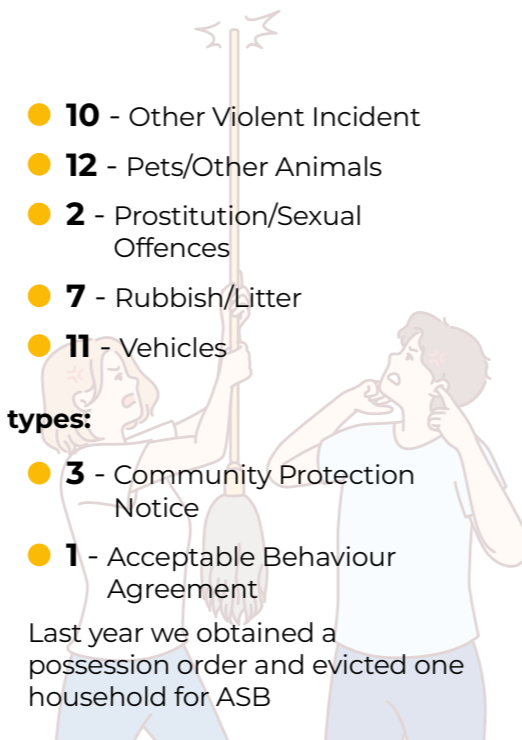 10 - Other Violent Incident
12 - Pets/Other Animals
2 - Prostitution/Sexual
Offences
7 - Rubbish/Litter
11 - Vehicles
types:
3 - Community Protection
Notice
1 - Acceptable Behaviour
Agreement
Last year we obtained a
possession order and evicted one
household for ASB